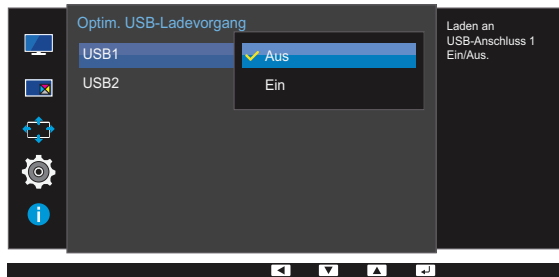 Optim. USB-Ladevorgang
USB1
Aus
USB2
Ein
Laden an
USB-Anschluss 1
Ein/Aus.